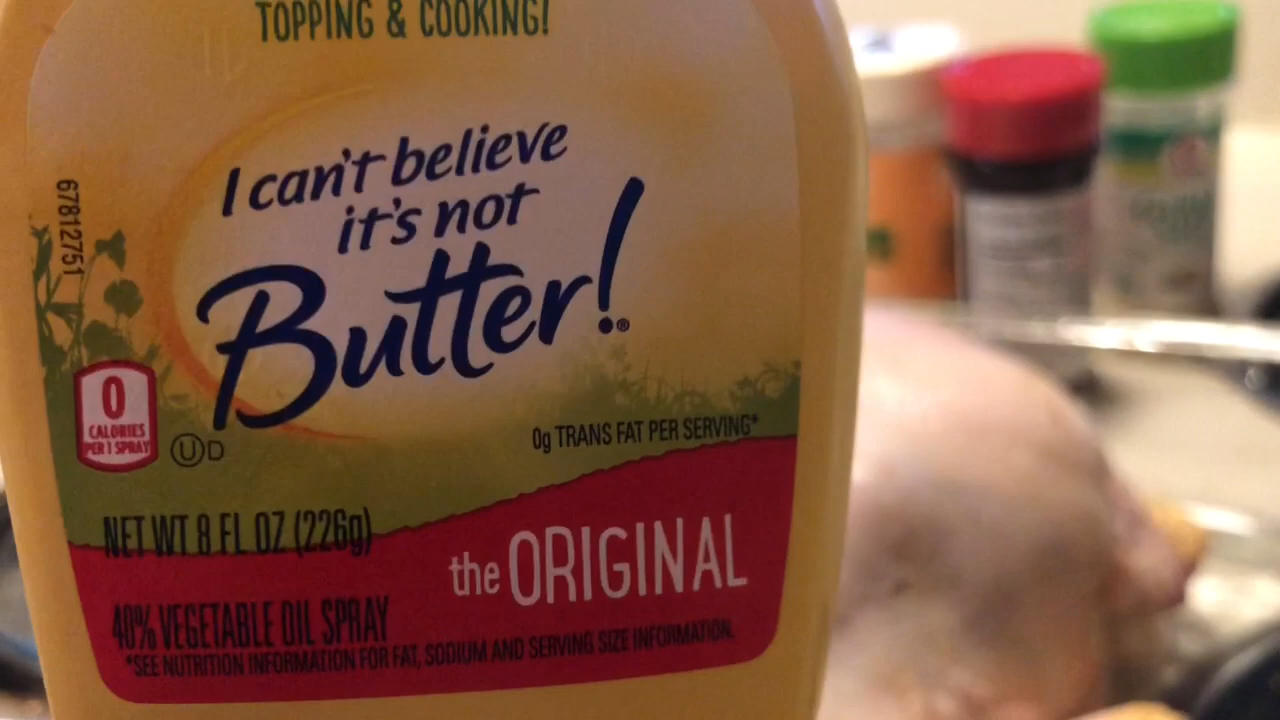 TOPPING & COOKING!
I can't believe
it's not
Butter!®
67812751
0
CALORIES
PER 1 SPRAY
U D
0g TRANS FAT PER SERVING*
NET WT 8 FL OZ (226g)
the ORIGINAL
40% VEGETABLE OIL SPRAY
*SEE NUTRITION INFORMATION FOR FAT, SODIUM AND SERVING SIZE INFORMATION.